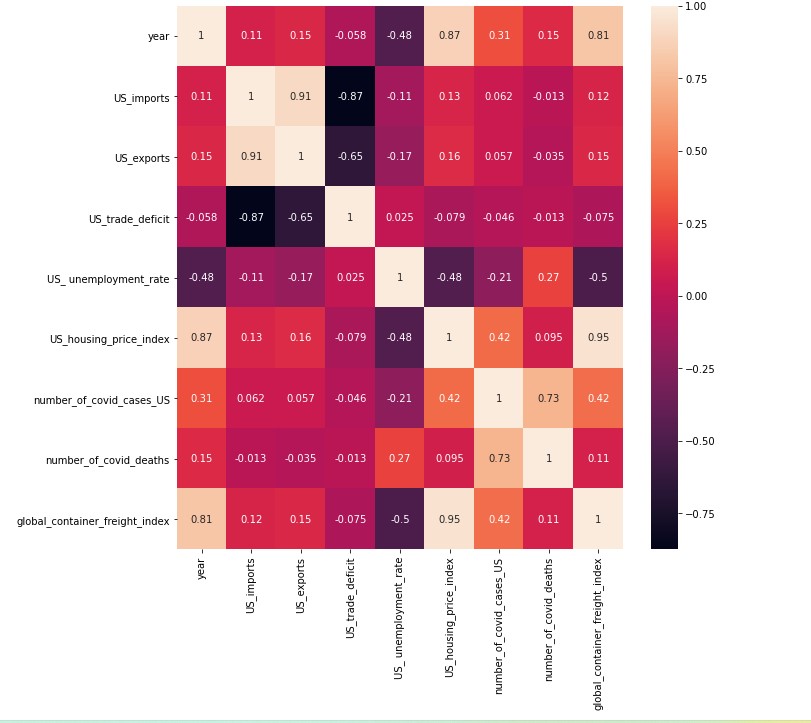 year 1 0.11 0.15 -0.058 -0.48 0.87 0.31 0.15 0.81
US_imports 0.11 1 0.91 -0.87 -0.11 0.13 0.062 -0.013 0.12
US_exports 0.15 0.91 1 -0.65 -0.17 0.16 0.057 -0.035 0.15
US_trade_deficit -0.058 -0.87 -0.65 1 0.025 -0.079 -0.046 -0.013 -0.075
US_ unemployment_rate -0.48 -0.11 -0.17 0.025 1 -0.48 -0.21 0.27 -0.5
US_housing_price_index 0.87 0.13 0.16 -0.079 -0.48 1 0.42 0.095 0.95
number_of_covid_cases_US 0.31 0.062 0.057 -0.046 -0.21 0.42 1 0.73 0.42
number_of_covid_deaths 0.15 -0.013 -0.035 -0.013 0.27 0.095 0.73 1 0.11
global_container_freight_index 0.81 0.12 0.15 -0.075 -0.5 0.95 0.42 0.11 1
year
US_imports
US_exports
US_trade_deficit
US_ unemployment_rate
US_housing_price_index
number_of_covid_cases_US
number_of_covid_deaths
global_container_freight_index
1.00
0.75
0.50
0.25
0.00
-0.25
-0.50
-0.75